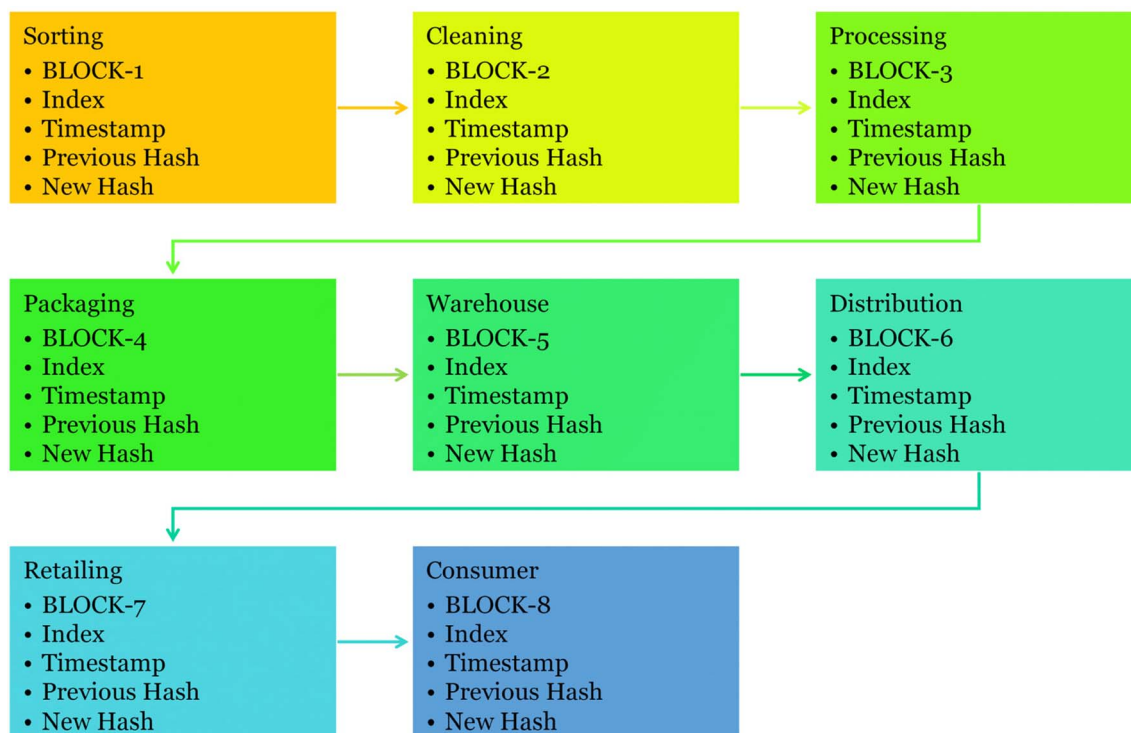 Sorting
• BLOCK-1
• Index
• Timestamp
• Previous Hash
• New Hash
Cleaning
• BLOCK-2
• Index
• Timestamp
• Previous Hash
• New Hash
Processing
• BLOCK-3
• Index
• Timestamp
• Previous Hash
• New Hash
Packaging
• BLOCK-4
• Index
• Timestamp
• Previous Hash
• New Hash
Warehouse
• BLOCK-5
• Index
• Timestamp
• Previous Hash
• New Hash
Distribution
• BLOCK-6
• Index
• Timestamp
• Previous Hash
• New Hash
Retailing
• BLOCK-7
• Index
• Timestamp
• Previous Hash
• New Hash
Consumer
• BLOCK-8
• Index
• Timestamp
• Previous Hash
• New Hash